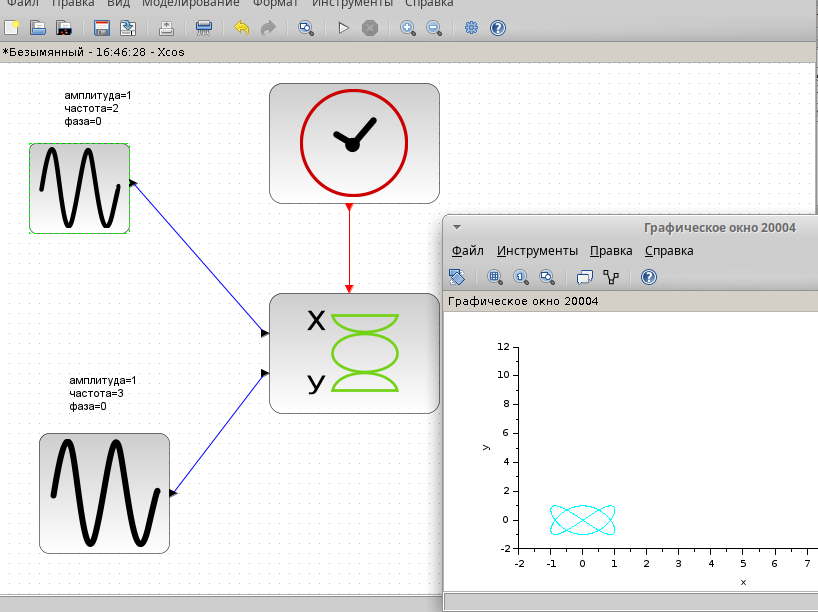 Файл Правка Вид Моделирование Формат Инструменты Справка
*Безымянный - 16:46:28 - Xcos
амплитуда=1
частота=2
фаза=0
X
y
амплитуда=1
частота=3
фаза=0
Графическое окно 20004
Файл Инструменты Правка Справка
Графическое окно 20004
12
10
8
6
4
2
0
-2
y
-2 -1 0 1 2 3 4 5 6 7
x